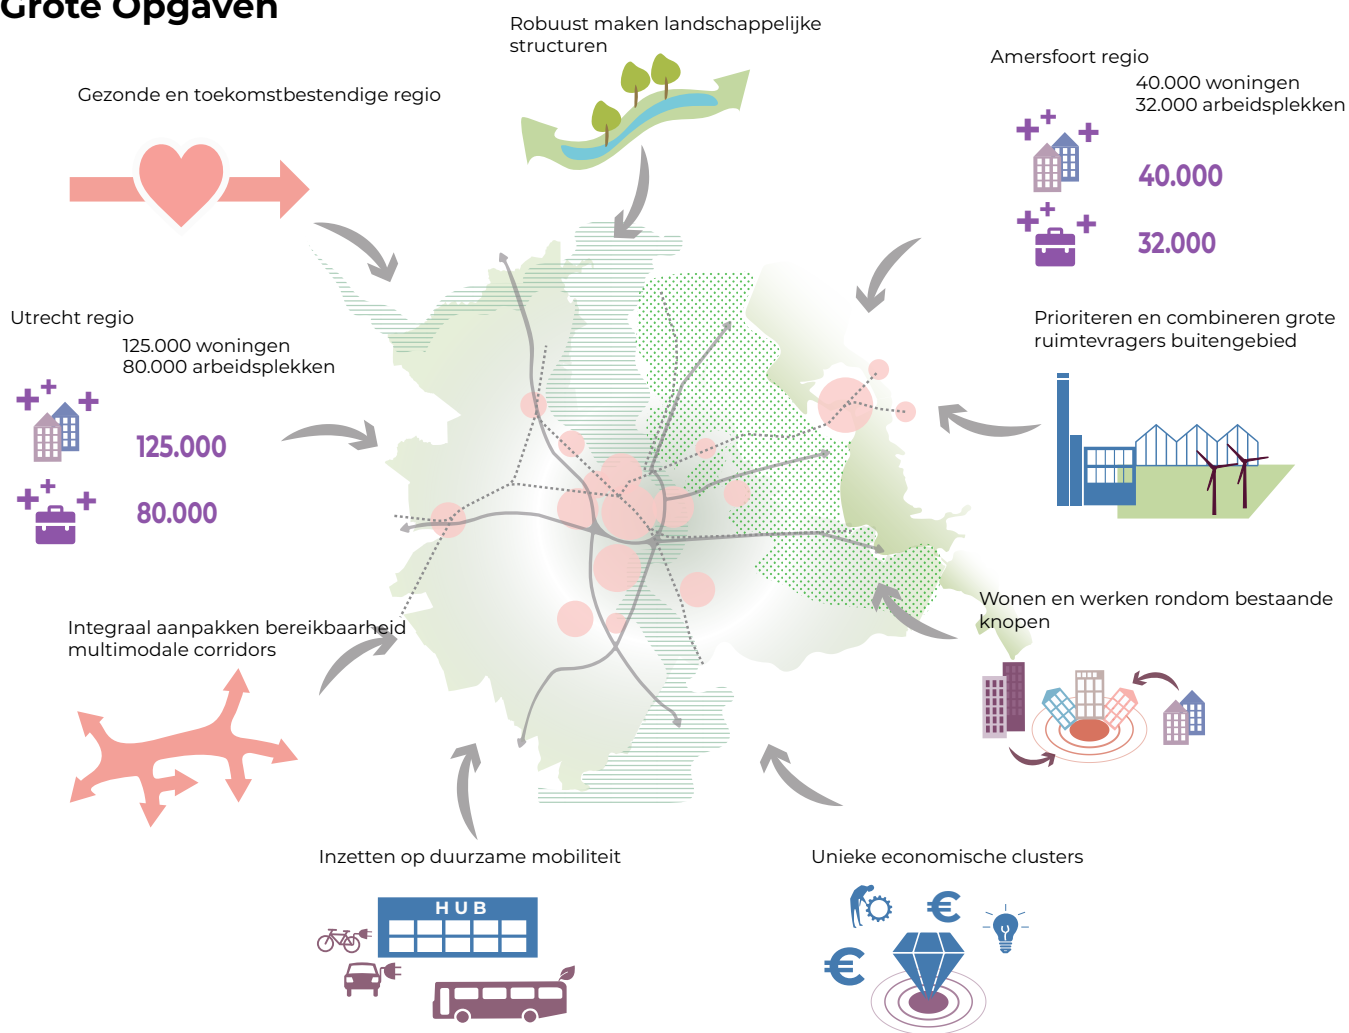 Grote Opgaven
Robuust maken landschappelijke
structuren
Amersfoort regio
40.000 woningen
32.000 arbeidsplekken
40.000
32.000
Gezonde en toekomstbestendige regio
Utrecht regio
125.000 woningen
80.000 arbeidsplekken
125.000
80.000
Prioriteren en combineren grote
ruimtevragers buitengebied
Wonen en werken rondom bestaande
knopen
Integraal aanpakken bereikbaarheid
multimodale corridors
Inzetten op duurzame mobiliteit
HUB
Unieke economische clusters
€
€